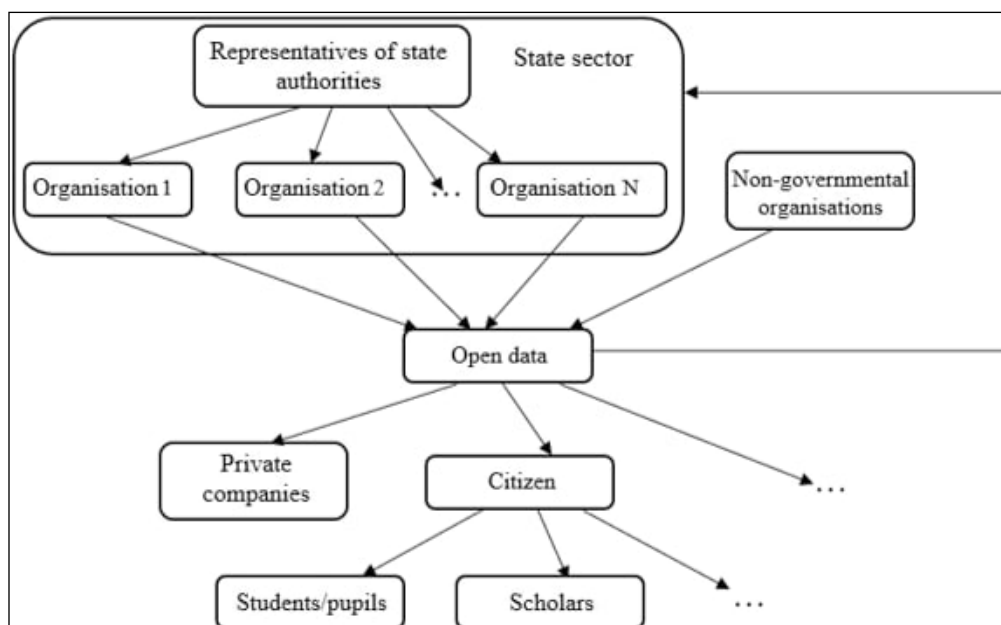 Representatives of state
authorities
State sector
Organisation 1
Organisation 2
...
Organisation N
Non-governmental
organisations
Open data
Private
companies
Citizen
...
Students/pupils
Scholars
...